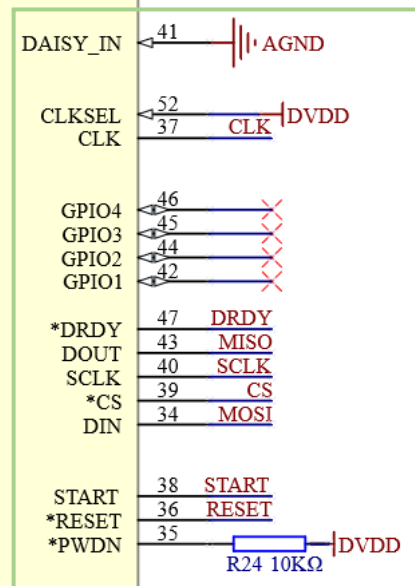 DAISY_IN 41 AGND
CLKSEL 52 DVDD
CLK 37 CLK
GPIO4 46
GPIO3 45
GPIO2 44
GPIO1 42
*DRDY 47 DRDY
DOUT 43 MISO
SCLK 40 SCLK
*CS 39 CS
DIN 34 MOSI
START 38 START
*RESET 36 RESET
*PWDN 35 DVDD
R24 10KΩ